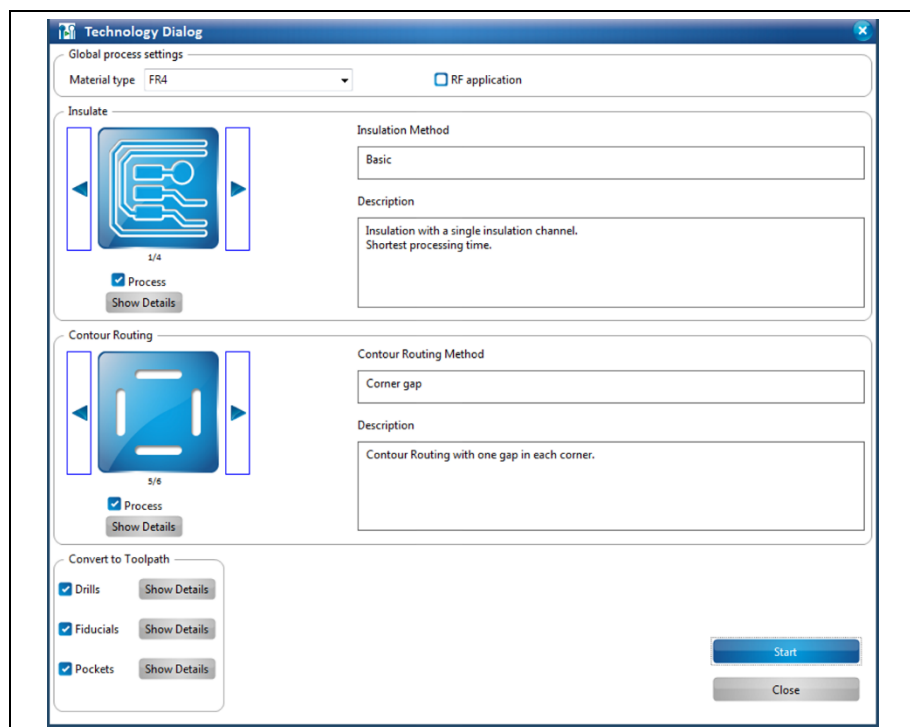 Technology Dialog
Global process settings
Material type FR4 RF application
Insulate
Insulation Method
Basic
Description
Insulation with a single insulation channel.
Shortest processing time.
1/4
Process
Show Details
Contour Routing
Contour Routing Method
Corner gap
Description
Contour Routing with one gap in each corner.
5/6
Process
Show Details
Convert to Toolpath
Drills Show Details
Fiducials Show Details
Pockets Show Details
Start
Close